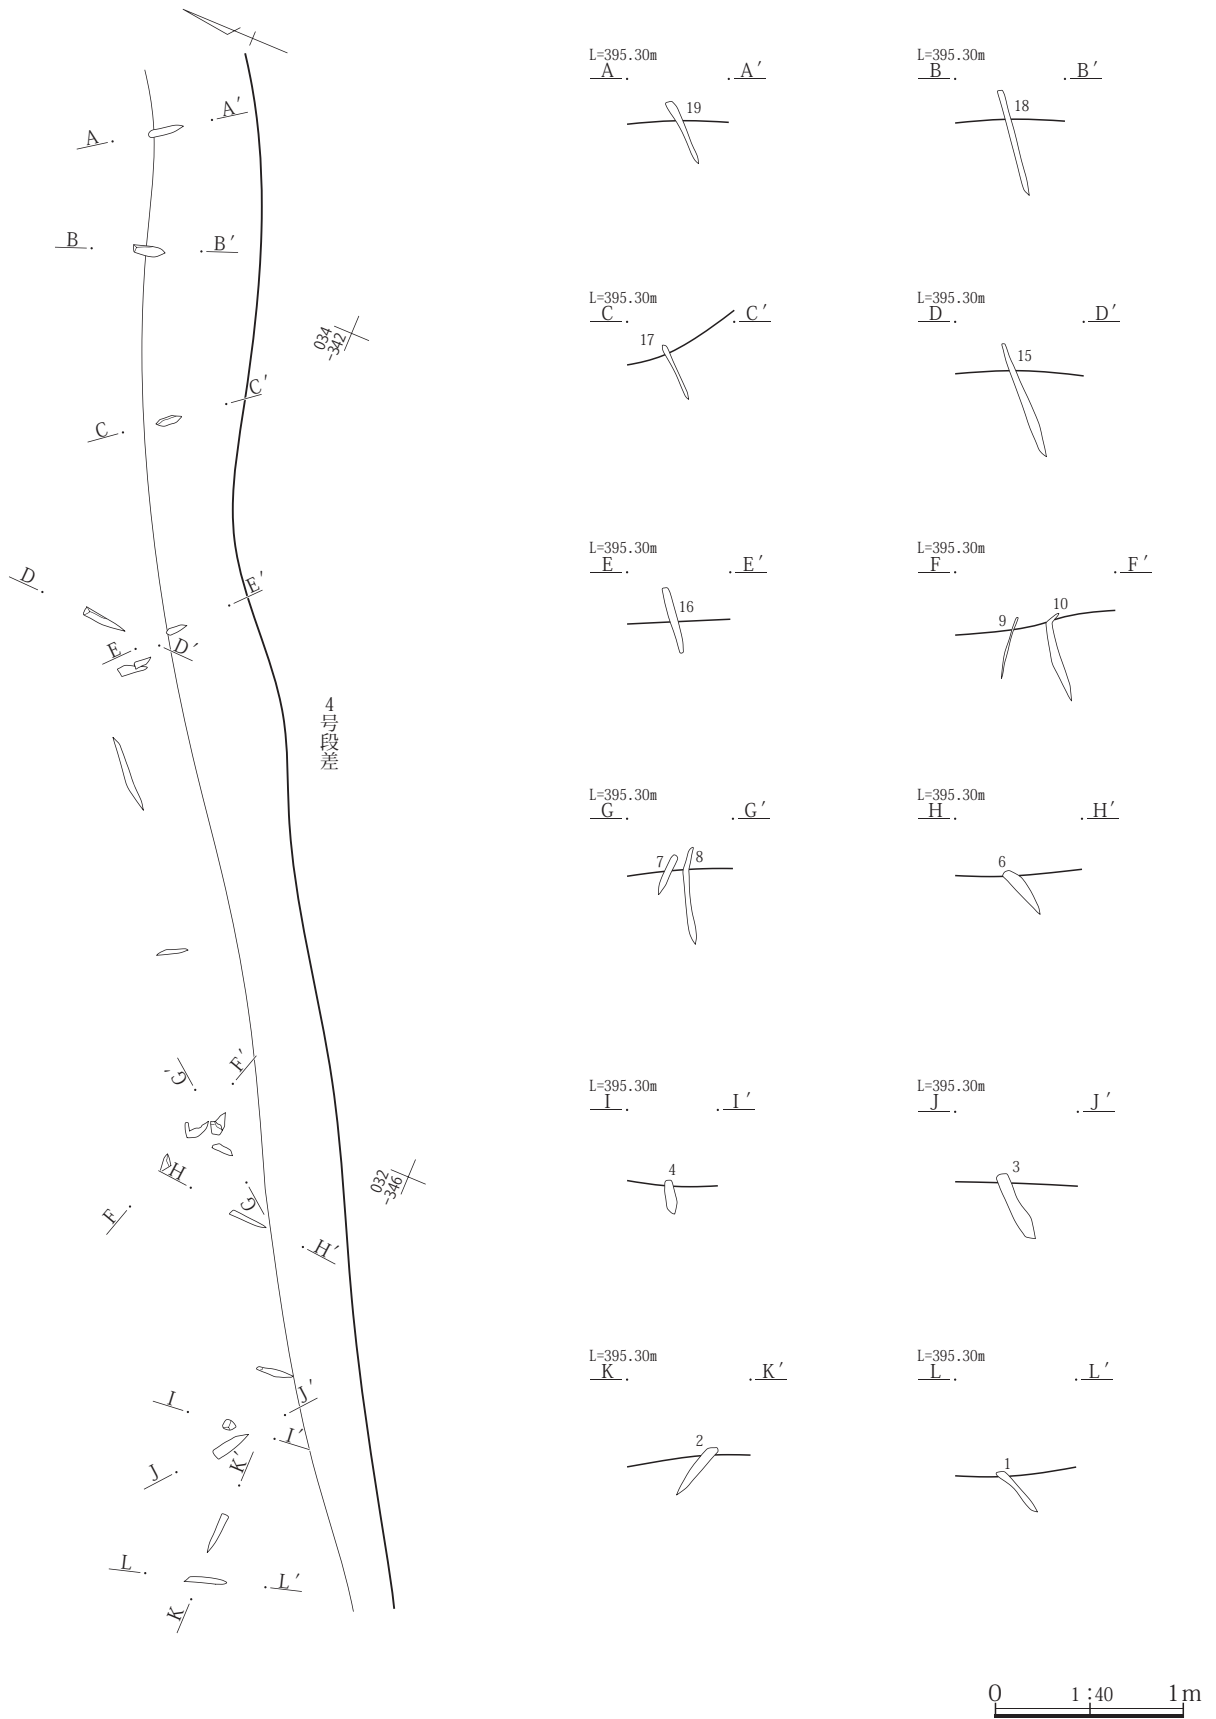 A A′
B B′
034
-342
C C′
D D′
E E′
4号段差
F F′
G G′
H H′
032
-346
I I′
J J′
K K′
L L′
L=395.30m
A A′
19
L=395.30m
B B′
18
L=395.30m
C C′
17
L=395.30m
D D′
15
L=395.30m
E E′
16
L=395.30m
F F′
9 10
L=395.30m
G G′
7 8
L=395.30m
H H′
6
L=395.30m
I I′
4
L=395.30m
J J′
3
L=395.30m
K K′
2
L=395.30m
L L′
1
0 1:40 1m